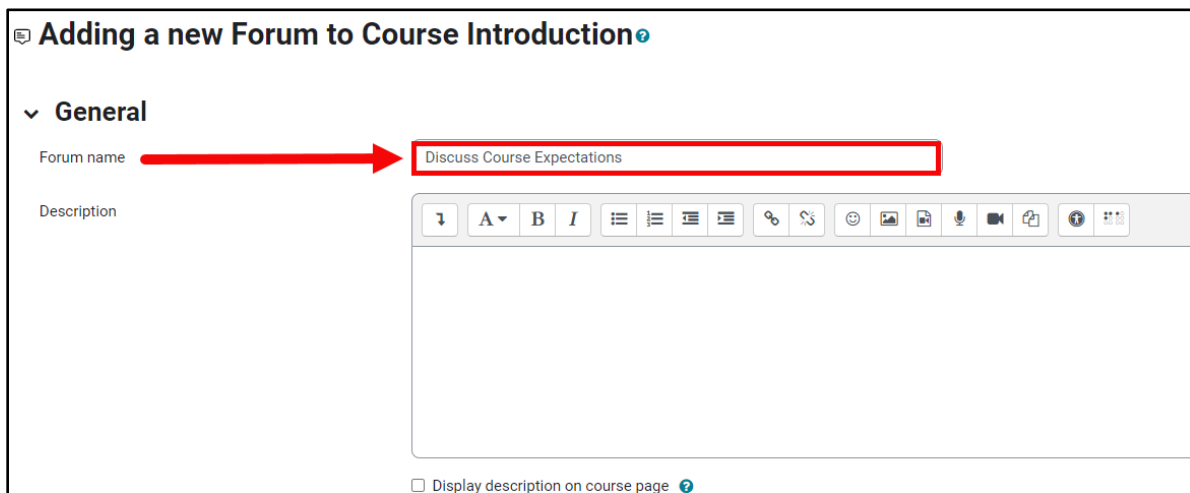 Adding a new Forum to Course Introduction
General
Forum name
Discuss Course Expectations
Description
A B I
Display description on course page